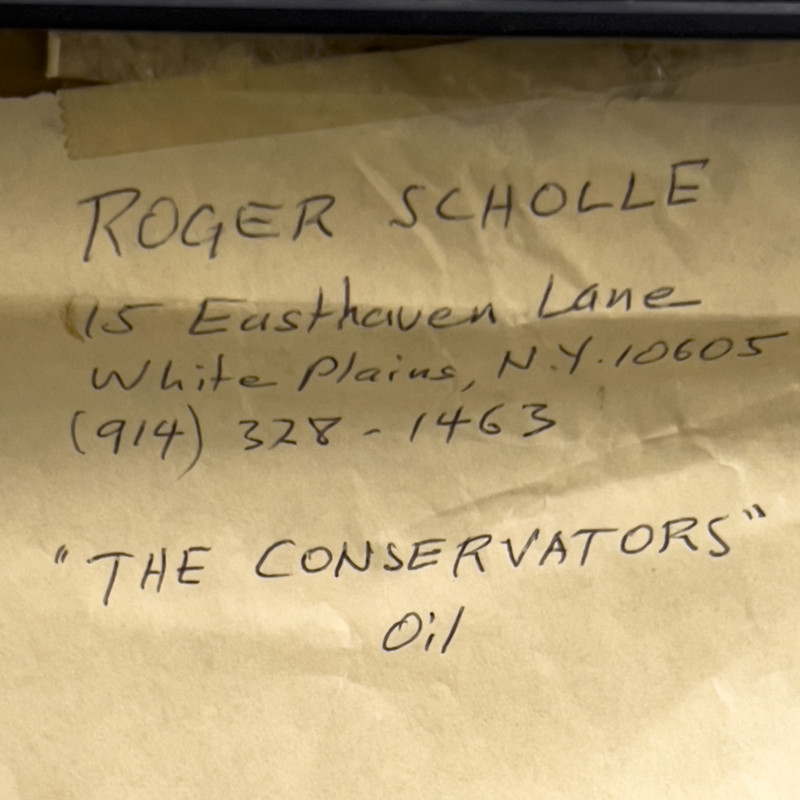 ROGER SCHOLLE
15 Easthaven Lane
White Plains, N.Y. 10605
(914) 328-1463
"THE CONSERVATORS"
Oil